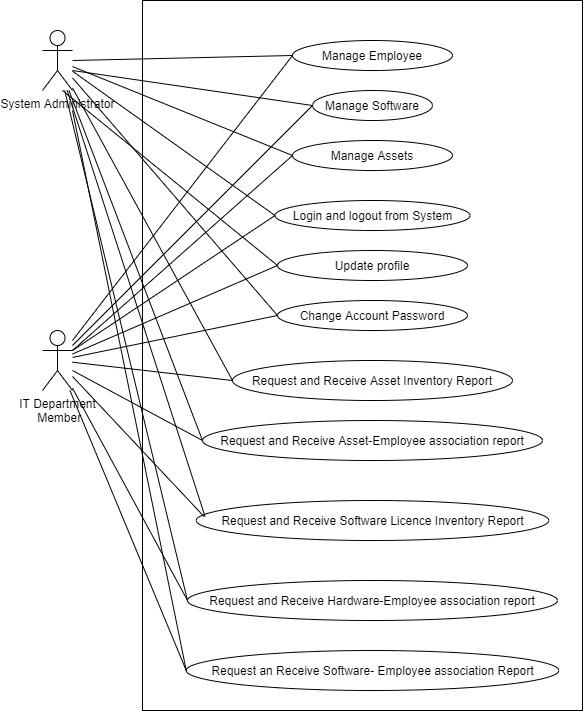 Manage Employee
System Administrator
Manage Software
Manage Assets
Login and logout from System
Update profile
Change Account Password
Request and Receive Asset Inventory Report
IT Department
Member
Request and Receive Asset-Employee association report
Request and Receive Software Licence Inventory Report
Request and Receive Hardware-Employee association report
Request an Receive Software- Employee association Report